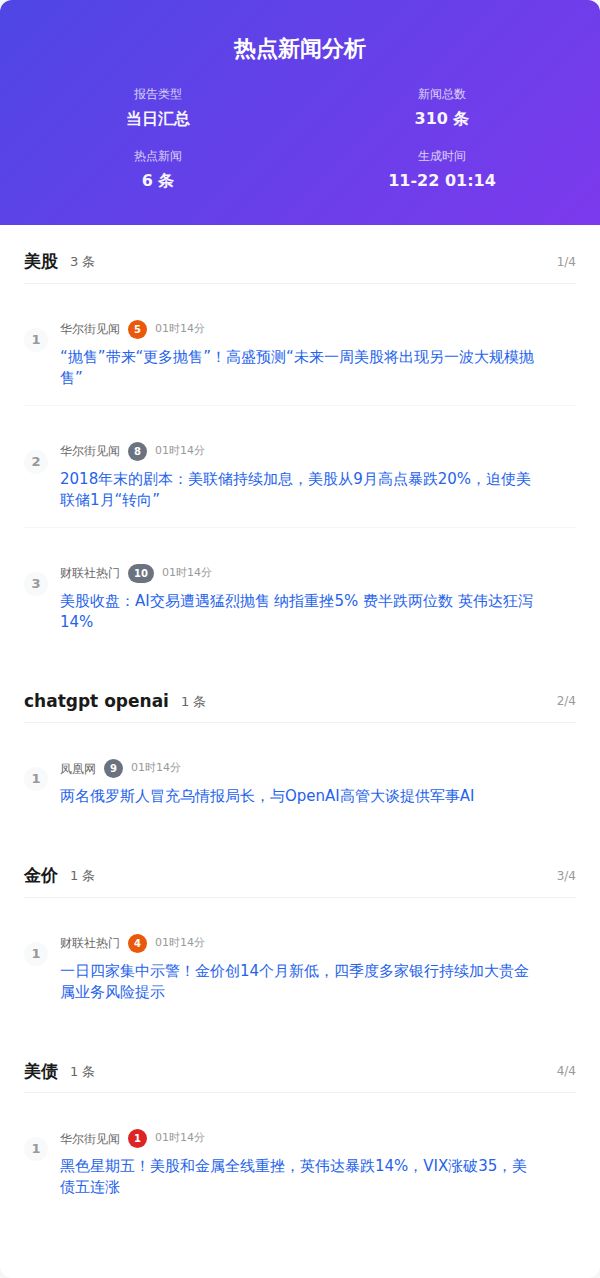 热点新闻分析
报告类型
新闻总数
当日汇总
310 条
热点新闻
生成时间
6 条
11-22 01:14
美股 3 条 1/4
1
华尔街见闻 5 01时14分
“抛售”带来“更多抛售”！高盛预测“未来一周美股将出现另一波大规模抛
售”
2
华尔街见闻 8 01时14分
2018年末的剧本：美联储持续加息，美股从9月高点暴跌20%，迫使美
联储1月“转向”
3
财联社热门 10 01时14分
美股收盘：AI交易遭遇猛烈抛售 纳指重挫5% 费半跌两位数 英伟达狂泻
14%
chatgpt openai 1 条 2/4
1
凤凰网 9 01时14分
两名俄罗斯人冒充乌情报局长，与OpenAI高管大谈提供军事AI
金价 1 条 3/4
1
财联社热门 4 01时14分
一日四家集中示警！金价创14个月新低，四季度多家银行持续加大贵金
属业务风险提示
美债 1 条 4/4
1
华尔街见闻 1 01时14分
黑色星期五！美股和金属全线重挫，英伟达暴跌14%，VIX涨破35，美
债五连涨